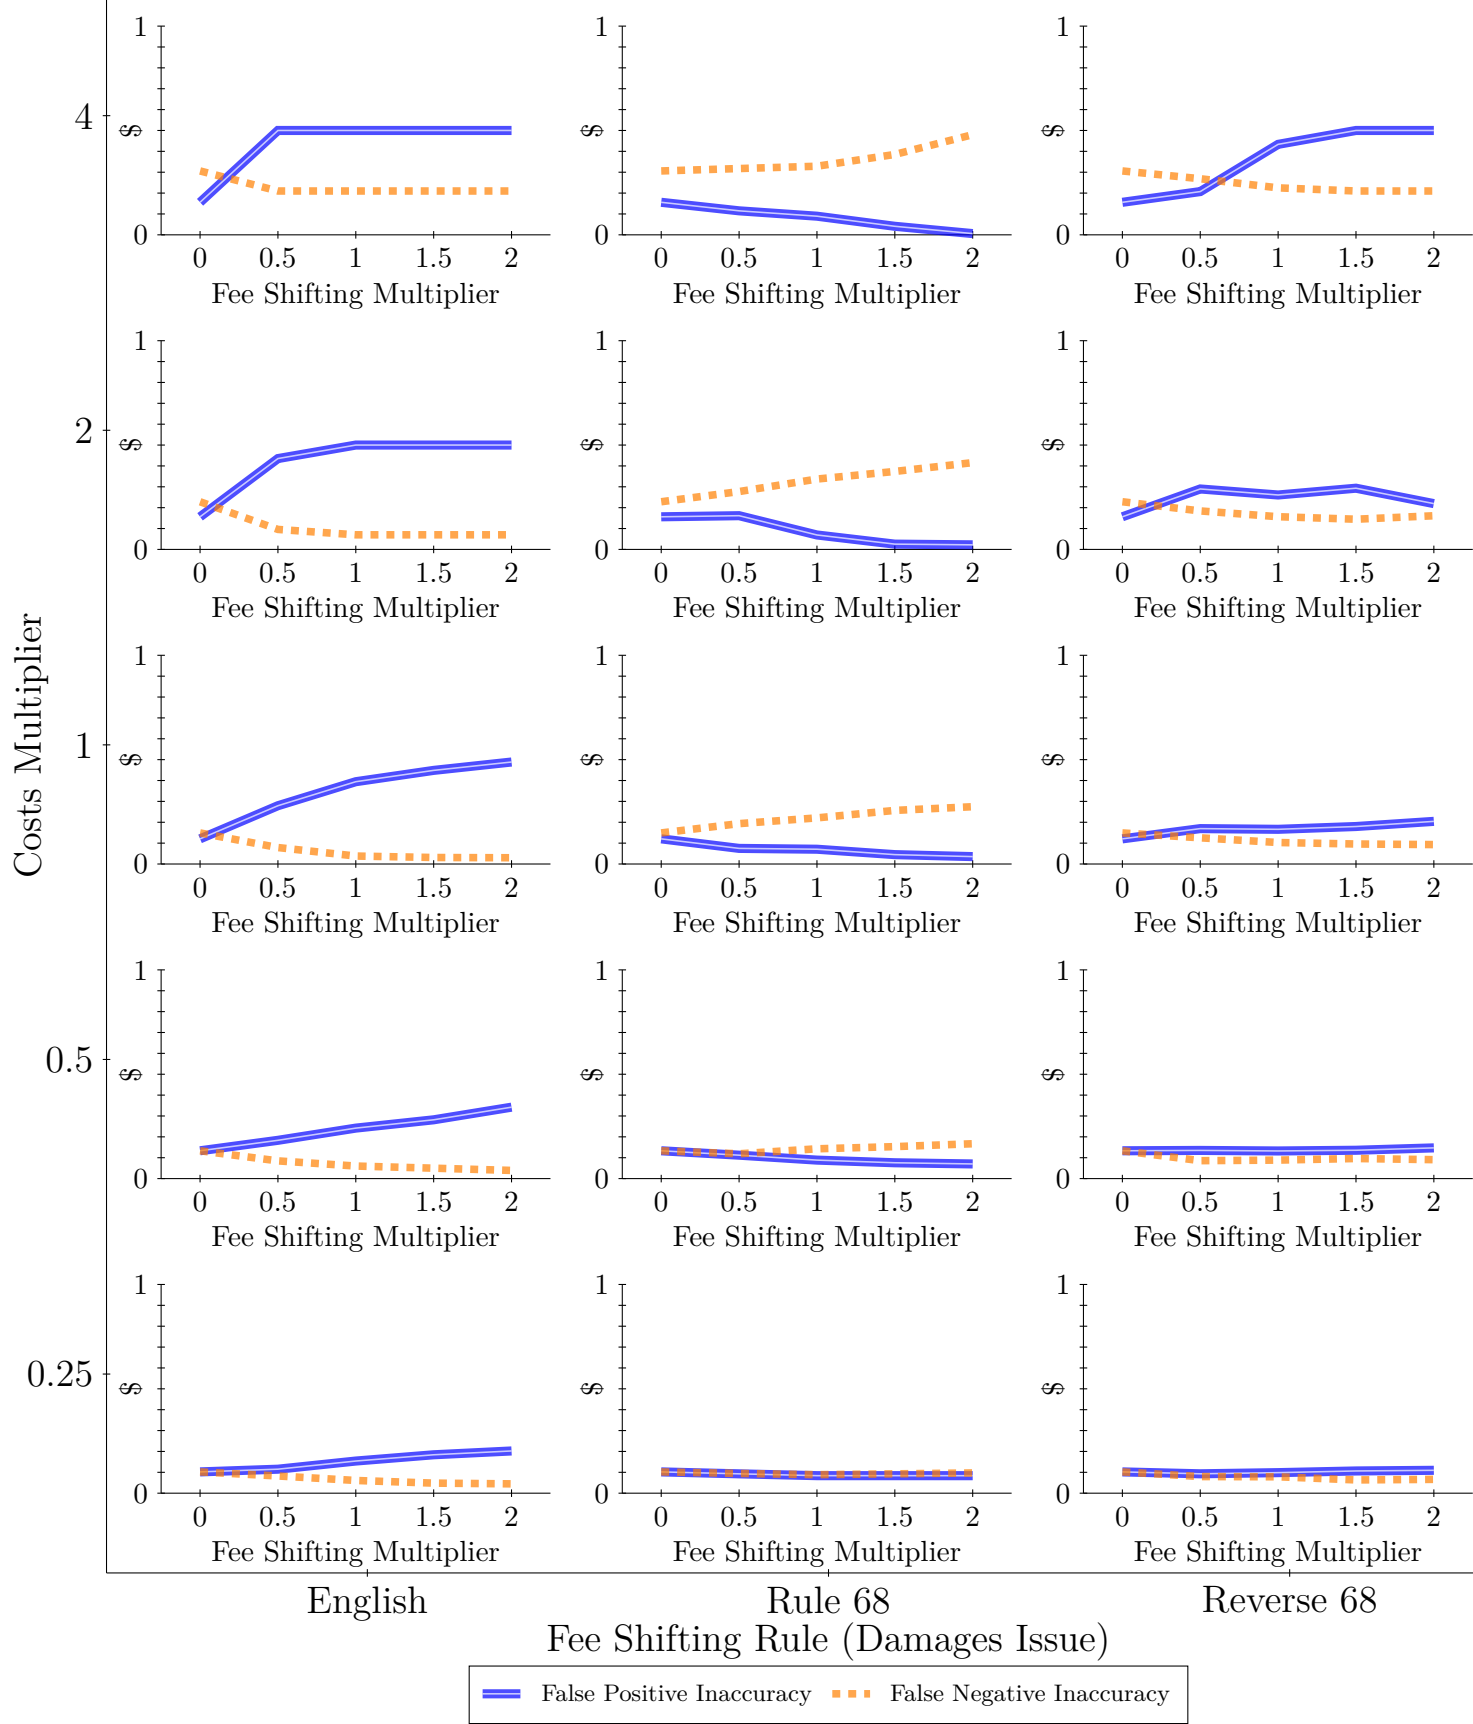 Costs Multiplier
4
1
$
0
0 0.5 1 1.5 2
Fee Shifting Multiplier
1
$
0
0 0.5 1 1.5 2
Fee Shifting Multiplier
1
$
0
0 0.5 1 1.5 2
Fee Shifting Multiplier
2
1
$
0
0 0.5 1 1.5 2
Fee Shifting Multiplier
1
$
0
0 0.5 1 1.5 2
Fee Shifting Multiplier
1
$
0
0 0.5 1 1.5 2
Fee Shifting Multiplier
1
1
$
0
0 0.5 1 1.5 2
Fee Shifting Multiplier
1
$
0
0 0.5 1 1.5 2
Fee Shifting Multiplier
1
$
0
0 0.5 1 1.5 2
Fee Shifting Multiplier
0.5
1
$
0
0 0.5 1 1.5 2
Fee Shifting Multiplier
1
$
0
0 0.5 1 1.5 2
Fee Shifting Multiplier
1
$
0
0 0.5 1 1.5 2
Fee Shifting Multiplier
0.25
1
$
0
0 0.5 1 1.5 2
Fee Shifting Multiplier
1
$
0
0 0.5 1 1.5 2
Fee Shifting Multiplier
1
$
0
0 0.5 1 1.5 2
Fee Shifting Multiplier
English Rule 68 Reverse 68
Fee Shifting Rule (Damages Issue)
False Positive Inaccuracy False Negative Inaccuracy